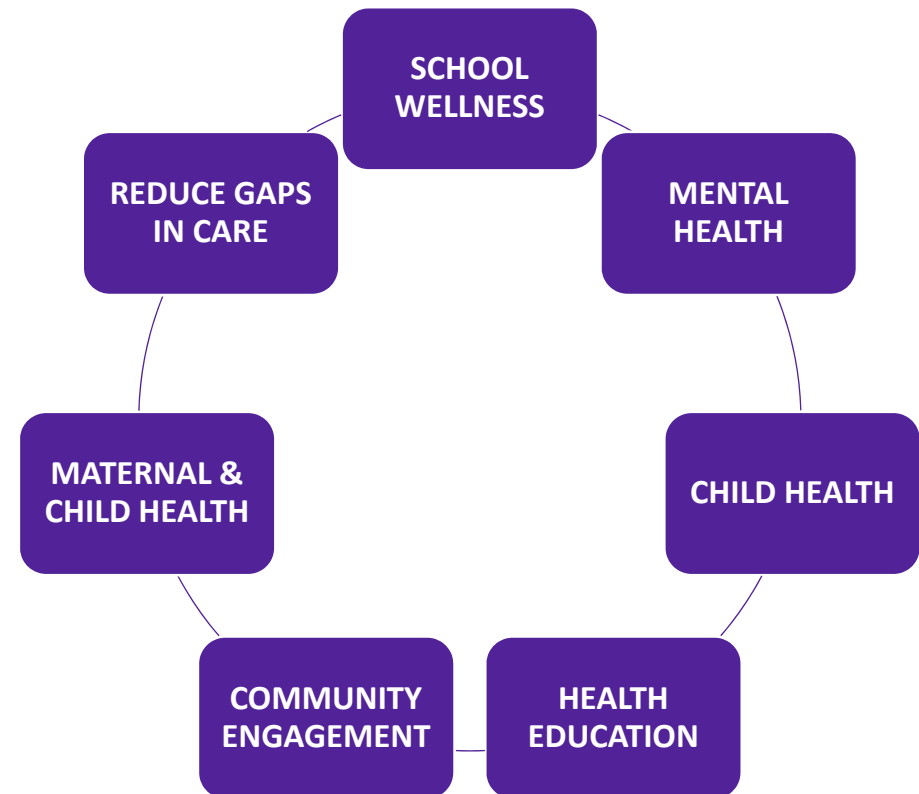 SCHOOL
WELLNESS
MENTAL
HEALTH
CHILD HEALTH
HEALTH
EDUCATION
COMMUNITY
ENGAGEMENT
MATERNAL &
CHILD HEALTH
REDUCE GAPS
IN CARE